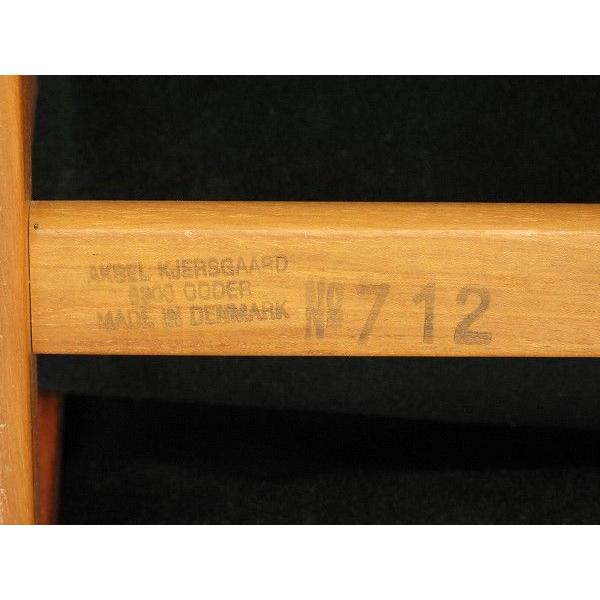 AKSEL KJERSGAARD
8300 ODDER
MADE IN DENMARK
Nº 712